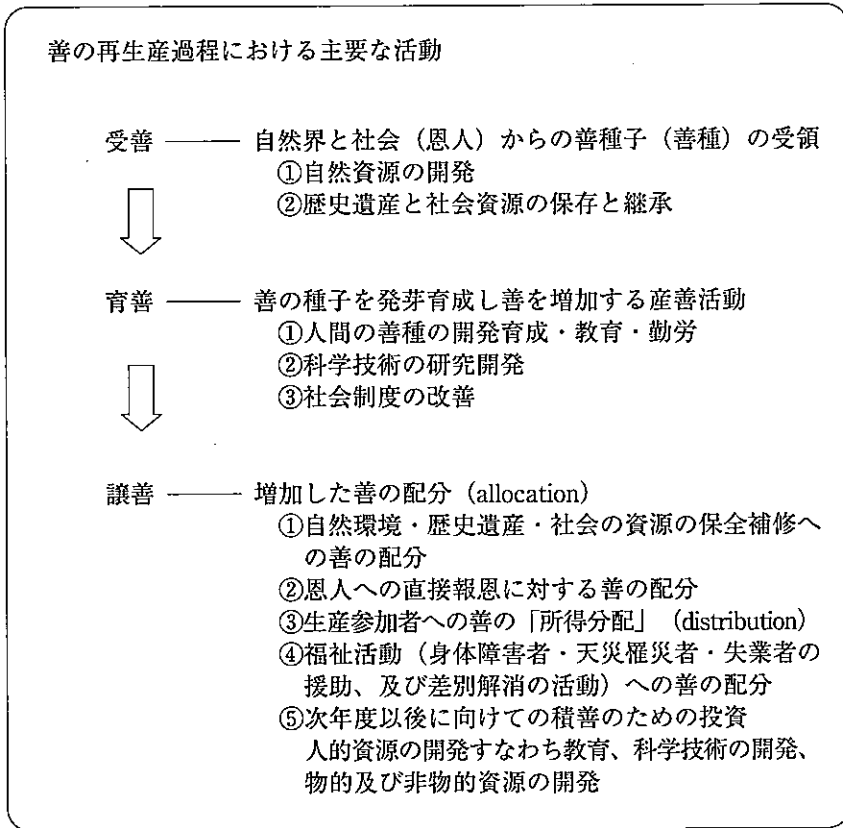 善の再生産過程における主要な活動
受善 ―― 自然界と社会（恩人）からの善種子（善種）の受領
①自然資源の開発
②歴史遺産と社会資源の保存と継承
育善 ―― 善の種子を発芽育成し善を増加する産善活動
①人間の善種の開発育成・教育・勤労
②科学技術の研究開発
③社会制度の改善
譲善 ―― 増加した善の配分（allocation）
①自然環境・歴史遺産・社会の資源の保全補修へ
の善の配分
②恩人への直接報恩に対する善の配分
③生産参加者への善の「所得分配」（distribution）
④福祉活動（身体障害者・天災罹災者・失業者の
援助、及び差別解消の活動）への善の配分
⑤次年度以後に向けての積善のための投資
人的資源の開発すなわち教育、科学技術の開発、
物的及び非物的資源の開発